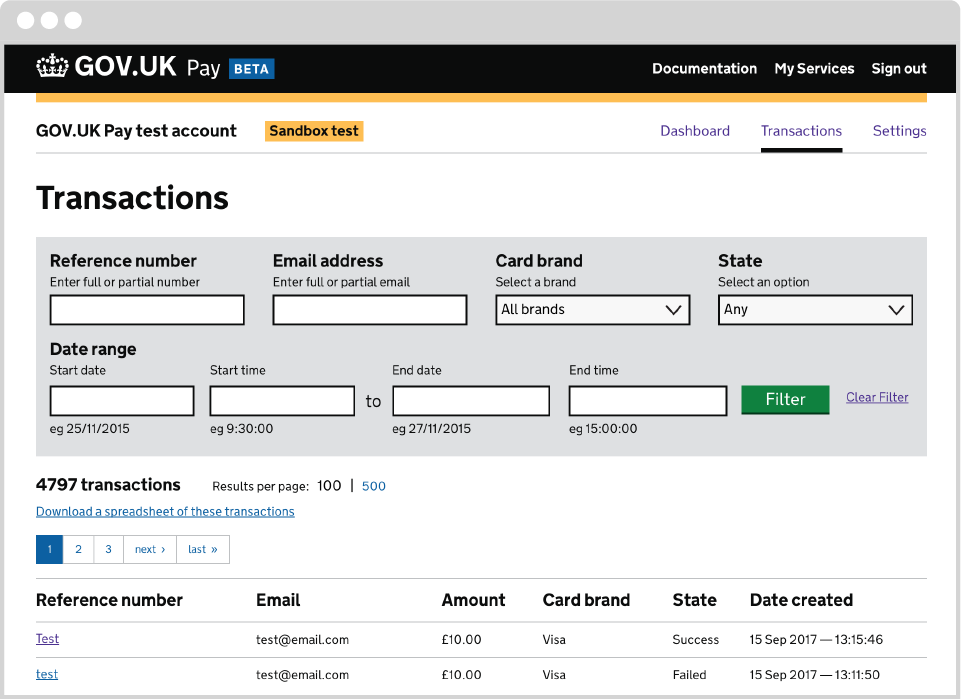 GOV.UK Pay BETA Documentation My Services Sign out
GOV.UK Pay test account Sandbox test Dashboard Transactions Settings
Transactions
Reference number Email address Card brand State
Enter full or partial number Enter full or partial email Select a brand Select an option
All brands Any
Date range
Start date Start time End date End time
to Filter Clear Filter
eg 25/11/2015 eg 9:30:00 eg 27/11/2015 eg 15:00:00
4797 transactions Results per page: 100 | 500
Download a spreadsheet of these transactions
1 2 3 next › last »
Reference number Email Amount Card brand State Date created
Test test@email.com £10.00 Visa Success 15 Sep 2017 — 13:15:46
test test@email.com £10.00 Visa Failed 15 Sep 2017 — 13:11:50